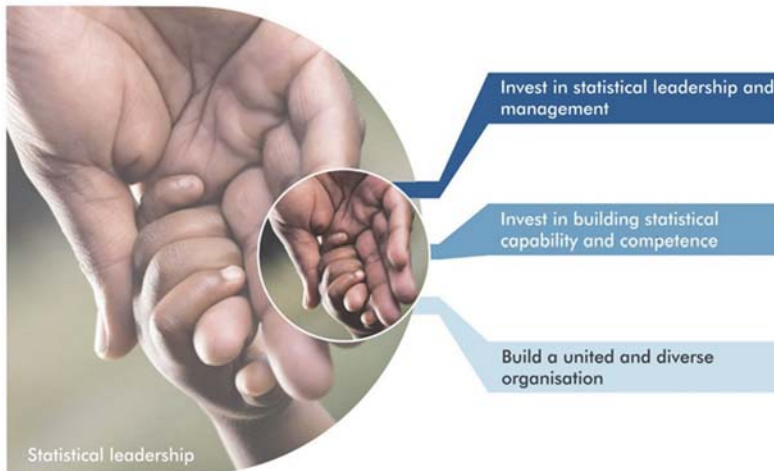 Invest in statistical leadership and
management
Invest in building statistical
capability and competence
Build a united and diverse
organisation
Statistical leadership